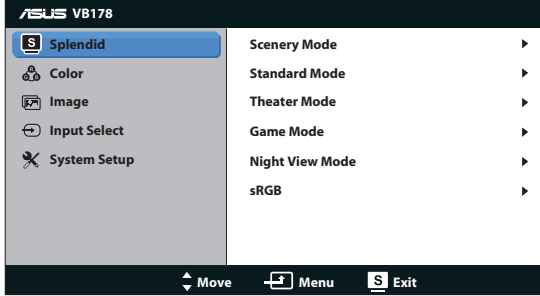 ASUS VB178
S Splendid
Color
Image
Input Select
System Setup
Scenery Mode
Standard Mode
Theater Mode
Game Mode
Night View Mode
sRGB
Move Menu S Exit